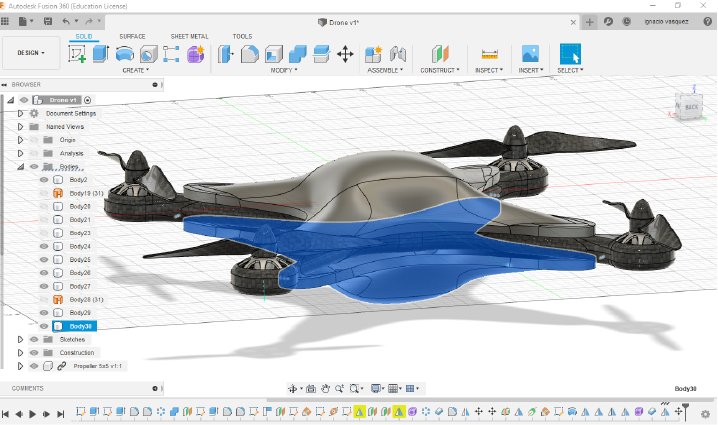 Autodesk Fusion 360 (Education License)
Drone v1*
ignacio vasquez
DESIGN
SOLID SURFACE SHEET METAL TOOLS
CREATE MODIFY ASSEMBLE CONSTRUCT INSPECT INSERT SELECT
BROWSER
BACK
Drone v1
Document Settings
Named Views
Origin
Analysis
Bodies
Body2
Body19 (31)
Body20
Body21
Body23
Body24
Body25
Body26
Body27
Body28 (31)
Body29
Body30
Sketches
Construction
Propeller 5x5 v1:1
COMMENTS
Body30